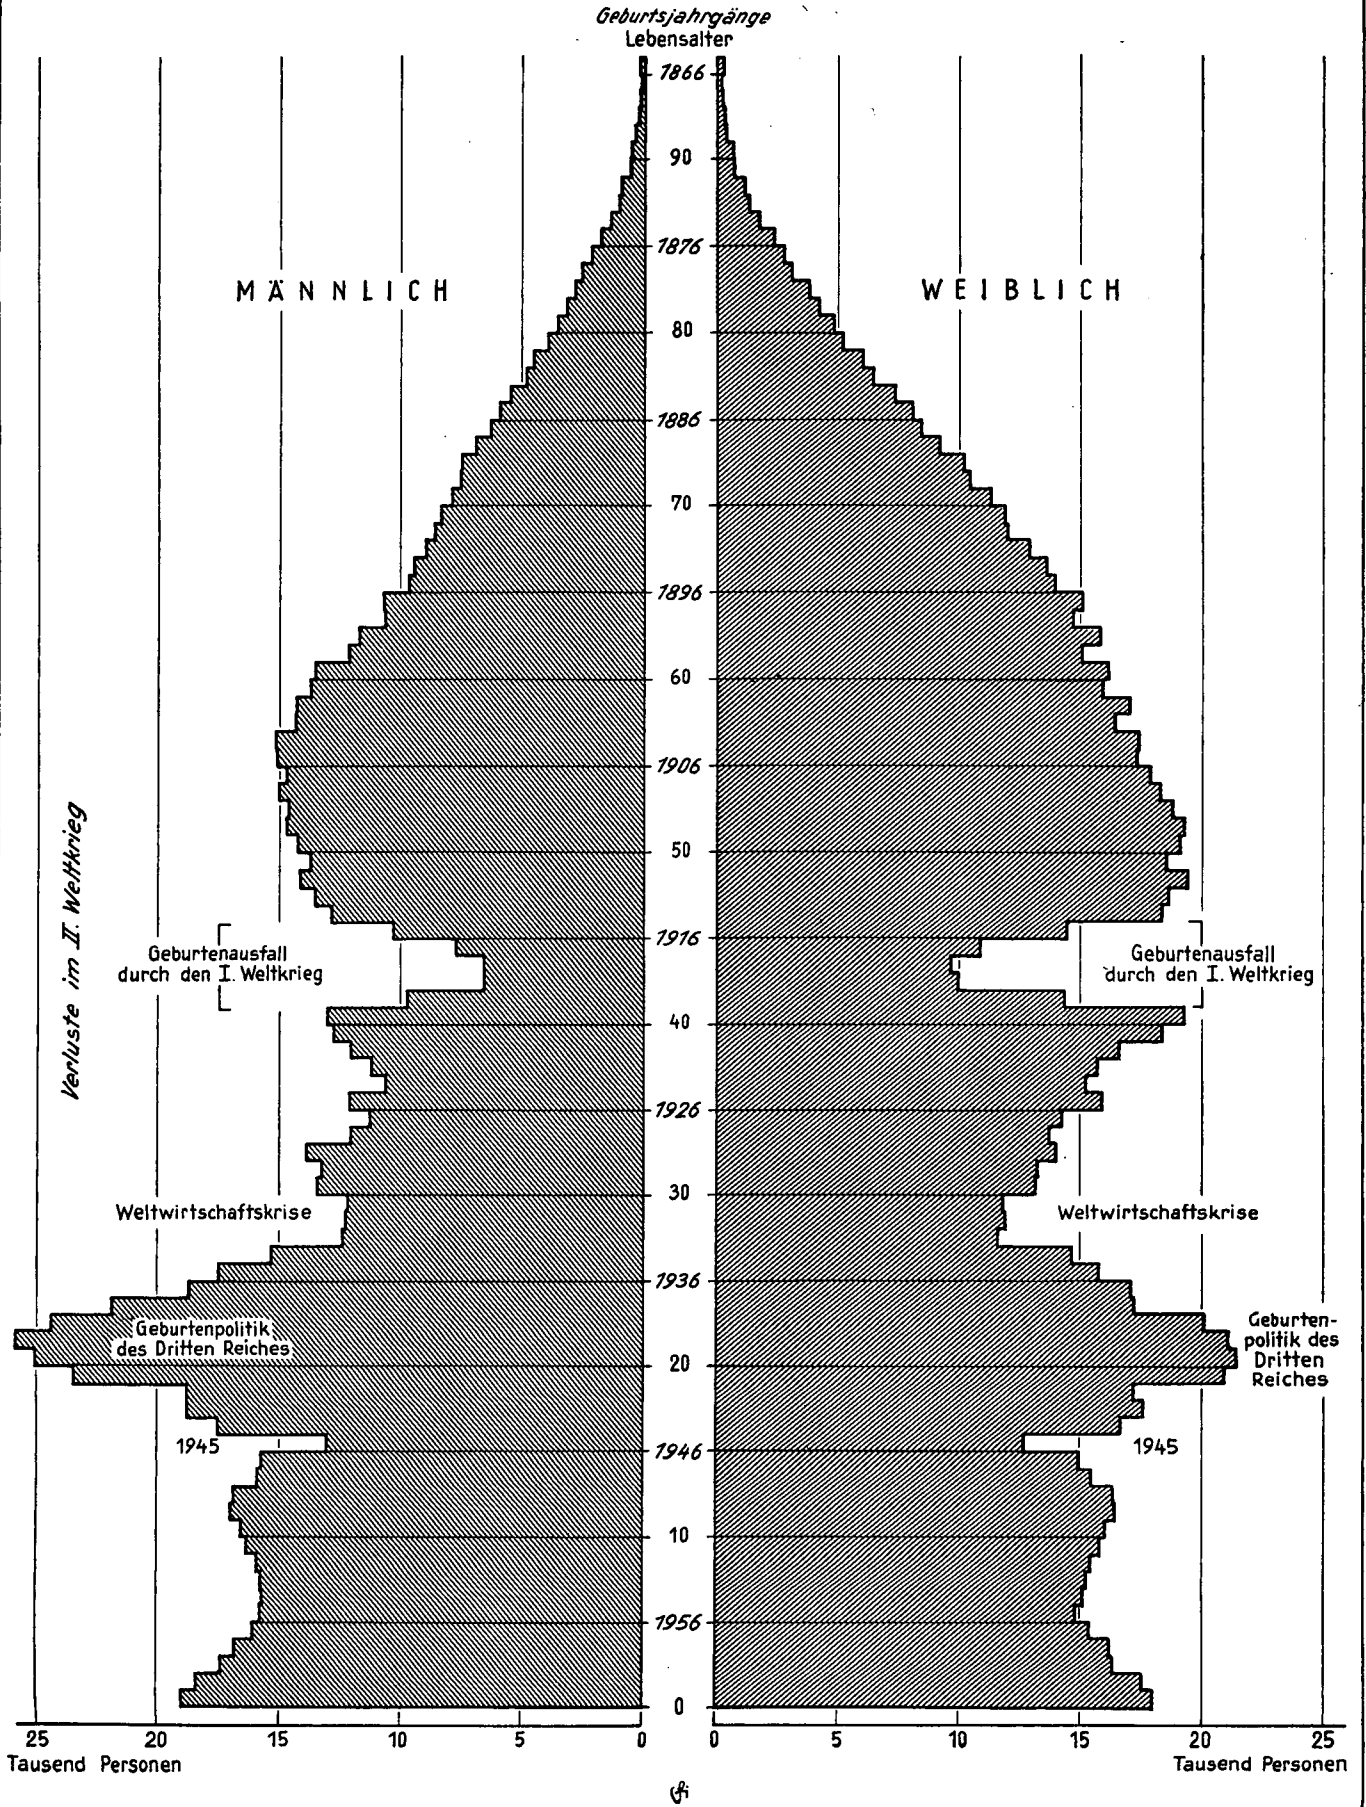 Geburtsjahrgänge
Lebensalter
1866
90
1876
MÄNNLICH
WEIBLICH
80
1886
70
1896
60
1906
Verluste im II. Weltkrieg
50
1916
Geburtenausfall
durch den I. Weltkrieg
Geburtenausfall
durch den I. Weltkrieg
40
1926
30
Weltwirtschaftskrise
Weltwirtschaftskrise
1936
Geburtenpolitik
des Dritten Reiches
Geburten-
politik des
Dritten
Reiches
20
1945
1946
1945
10
1956
0
25 20 15 10 5 0
0 5 10 15 20 25
Tausend Personen
Tausend Personen